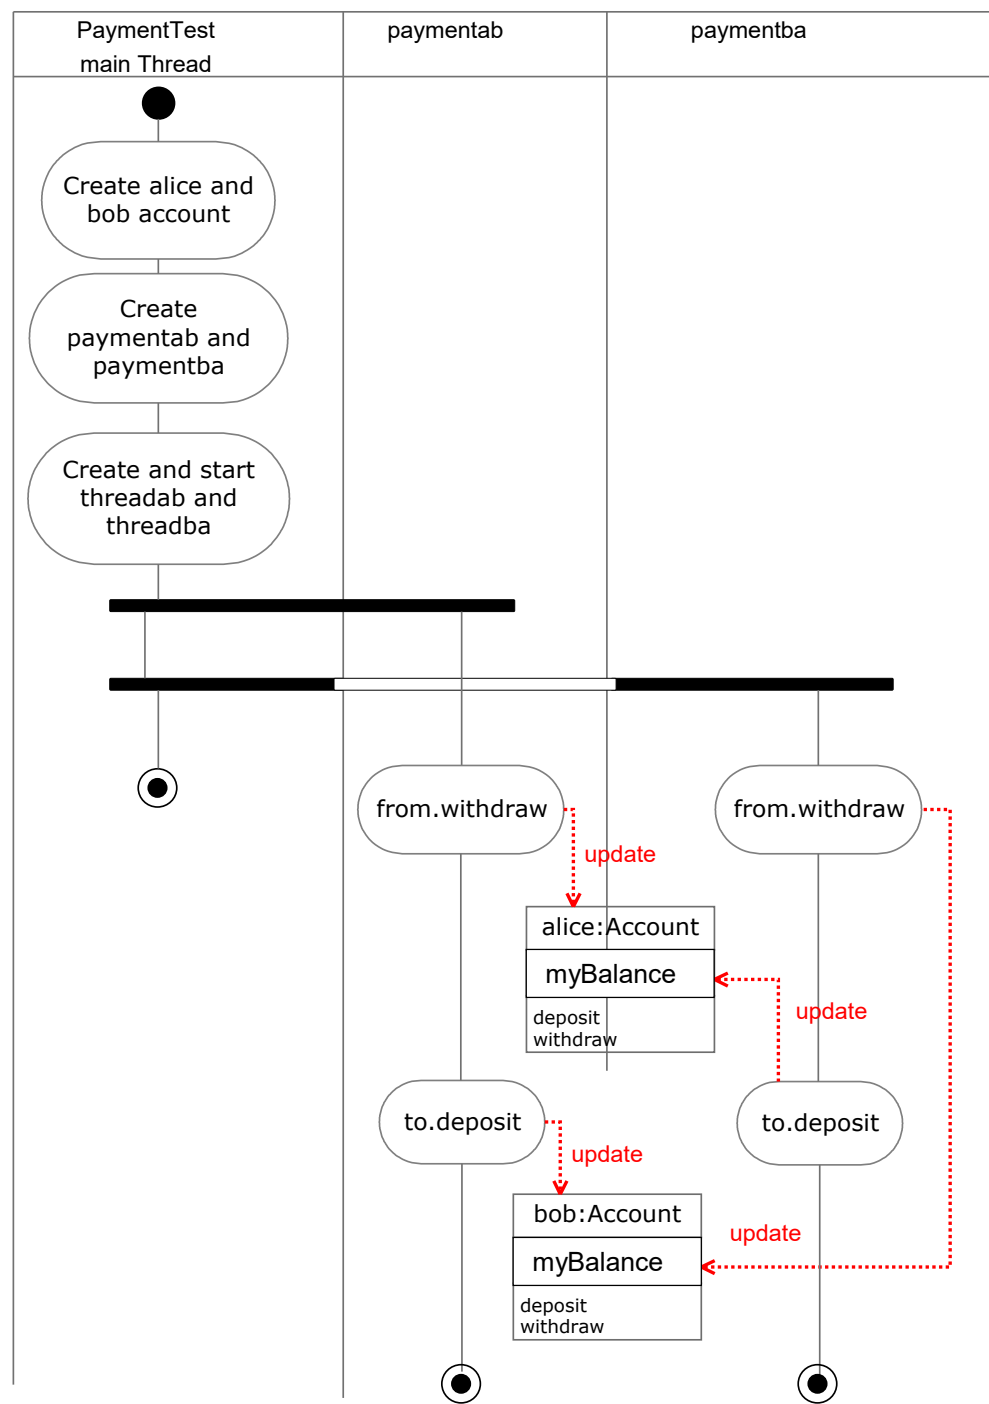 PaymentTest
main Thread
paymentab
paymentba
Create alice and
bob account
Create
paymentab and
paymentba
Create and start
threadab and
threadba
from.withdraw
from.withdraw
update
alice:Account
myBalance
update
deposit
withdraw
to.deposit
to.deposit
update
bob:Account
update
myBalance
deposit
withdraw